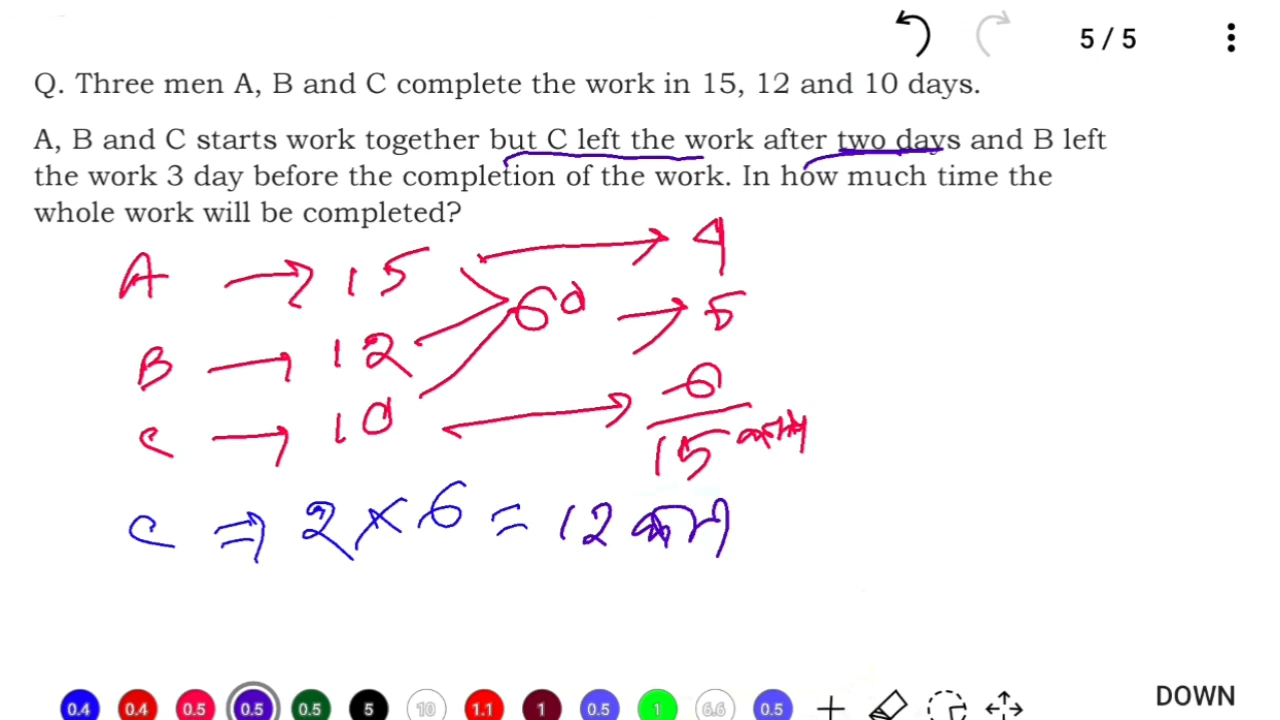 5 / 5
Q. Three men A, B and C complete the work in 15, 12 and 10 days.
A, B and C starts work together but C left the work after two days and B left
the work 3 day before the completion of the work. In how much time the
whole work will be completed?
A → 15 → 4
B → 12 60 → 5
C → 10 → 6
15 काम
C ⇒ 2 × 6 = 12 काम
0.4 0.4 0.5 0.5 0.5 5 10 1.1 1 0.5 1 6.6 0.5
DOWN